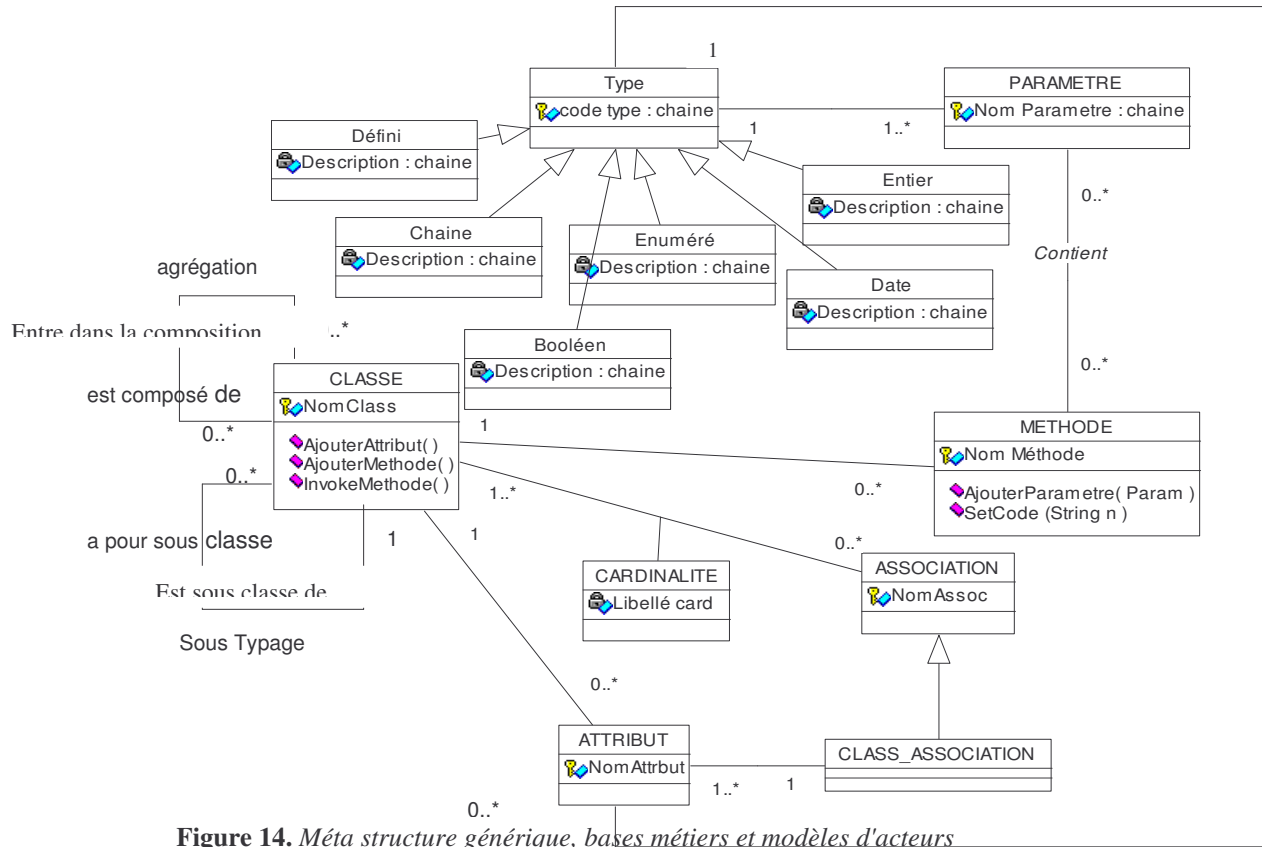 1
Type
code type : chaine
PARAMETRE
Nom Parametre : chaine
1
1..*
Défini
Description : chaine
Entier
Description : chaine
0..*
Chaine
Description : chaine
Enuméré
Description : chaine
Contient
agrégation
Date
Description : chaine
Entre dans la composition
..*
Booléen
Description : chaine
0..*
CLASSE
NomClass
AjouterAttribut( )
AjouterMethode( )
InvokeMethode( )
est composé de
0..*
0..*
1
METHODE
Nom Méthode
AjouterParametre( Param )
SetCode (String n )
0..*
1..*
a pour sous classe
1
1
0..*
Est sous classe de
CARDINALITE
Libellé card
ASSOCIATION
NomAssoc
Sous Typage
0..*
ATTRIBUT
NomAttrbut
CLASS_ASSOCIATION
1..*
1
0..*
Figure 14. Méta structure générique, bases métiers et modèles d'acteurs